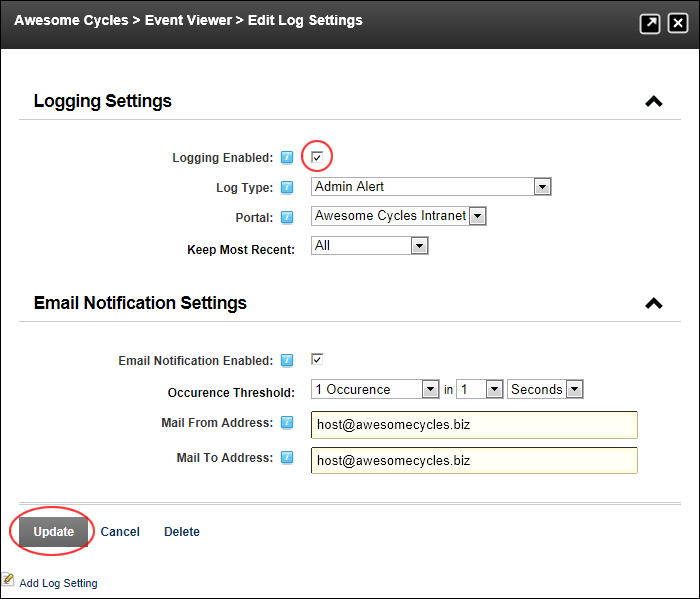 Awesome Cycles > Event Viewer > Edit Log Settings
Logging Settings
Logging Enabled:
Log Type: Admin Alert
Portal: Awesome Cycles Intranet
Keep Most Recent: All
Email Notification Settings
Email Notification Enabled:
Occurence Threshold: 1 Occurence in 1 Seconds
Mail From Address: host@awesomecycles.biz
Mail To Address: host@awesomecycles.biz
Update Cancel Delete
Add Log Setting